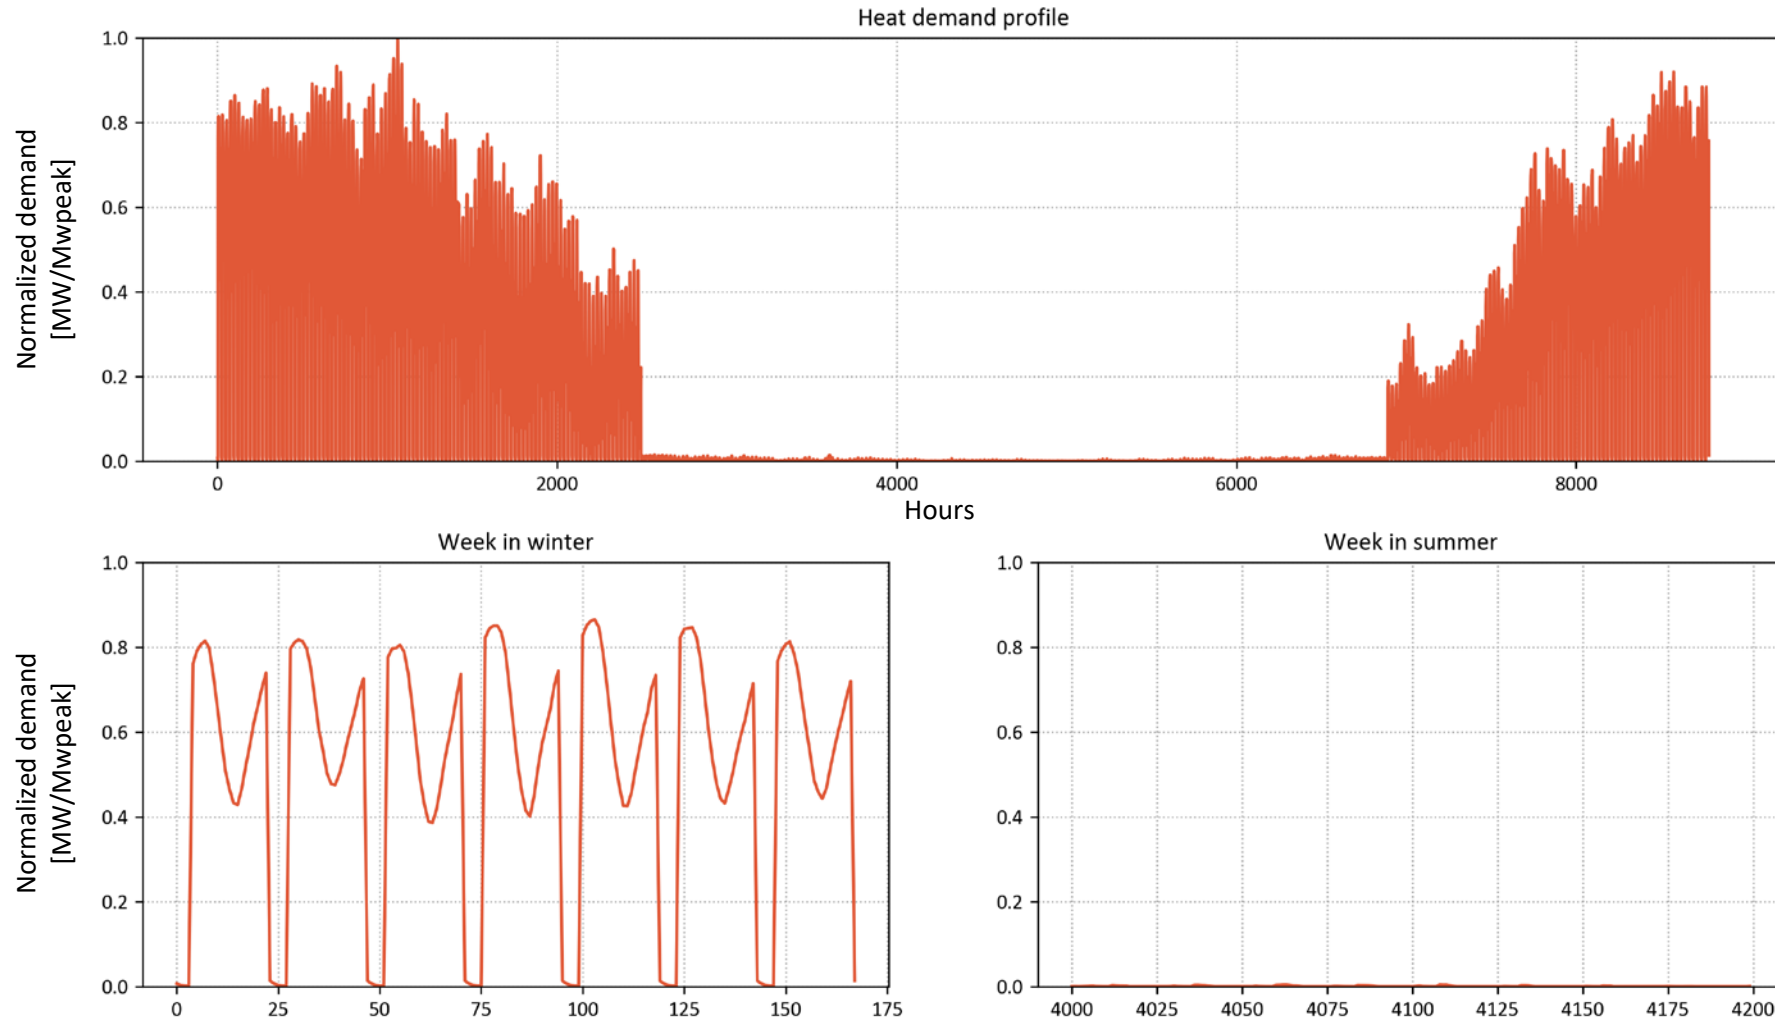 Heat demand profile
Normalized demand
[MW/Mwpeak]
1.0
0.8
0.6
0.4
0.2
0.0
0 2000 4000 6000 8000
Hours
Week in winter
Normalized demand
[MW/Mwpeak]
1.0
0.8
0.6
0.4
0.2
0.0
0 25 50 75 100 125 150 175
Week in summer
1.0
0.8
0.6
0.4
0.2
0.0
4000 4025 4050 4075 4100 4125 4150 4175 4200